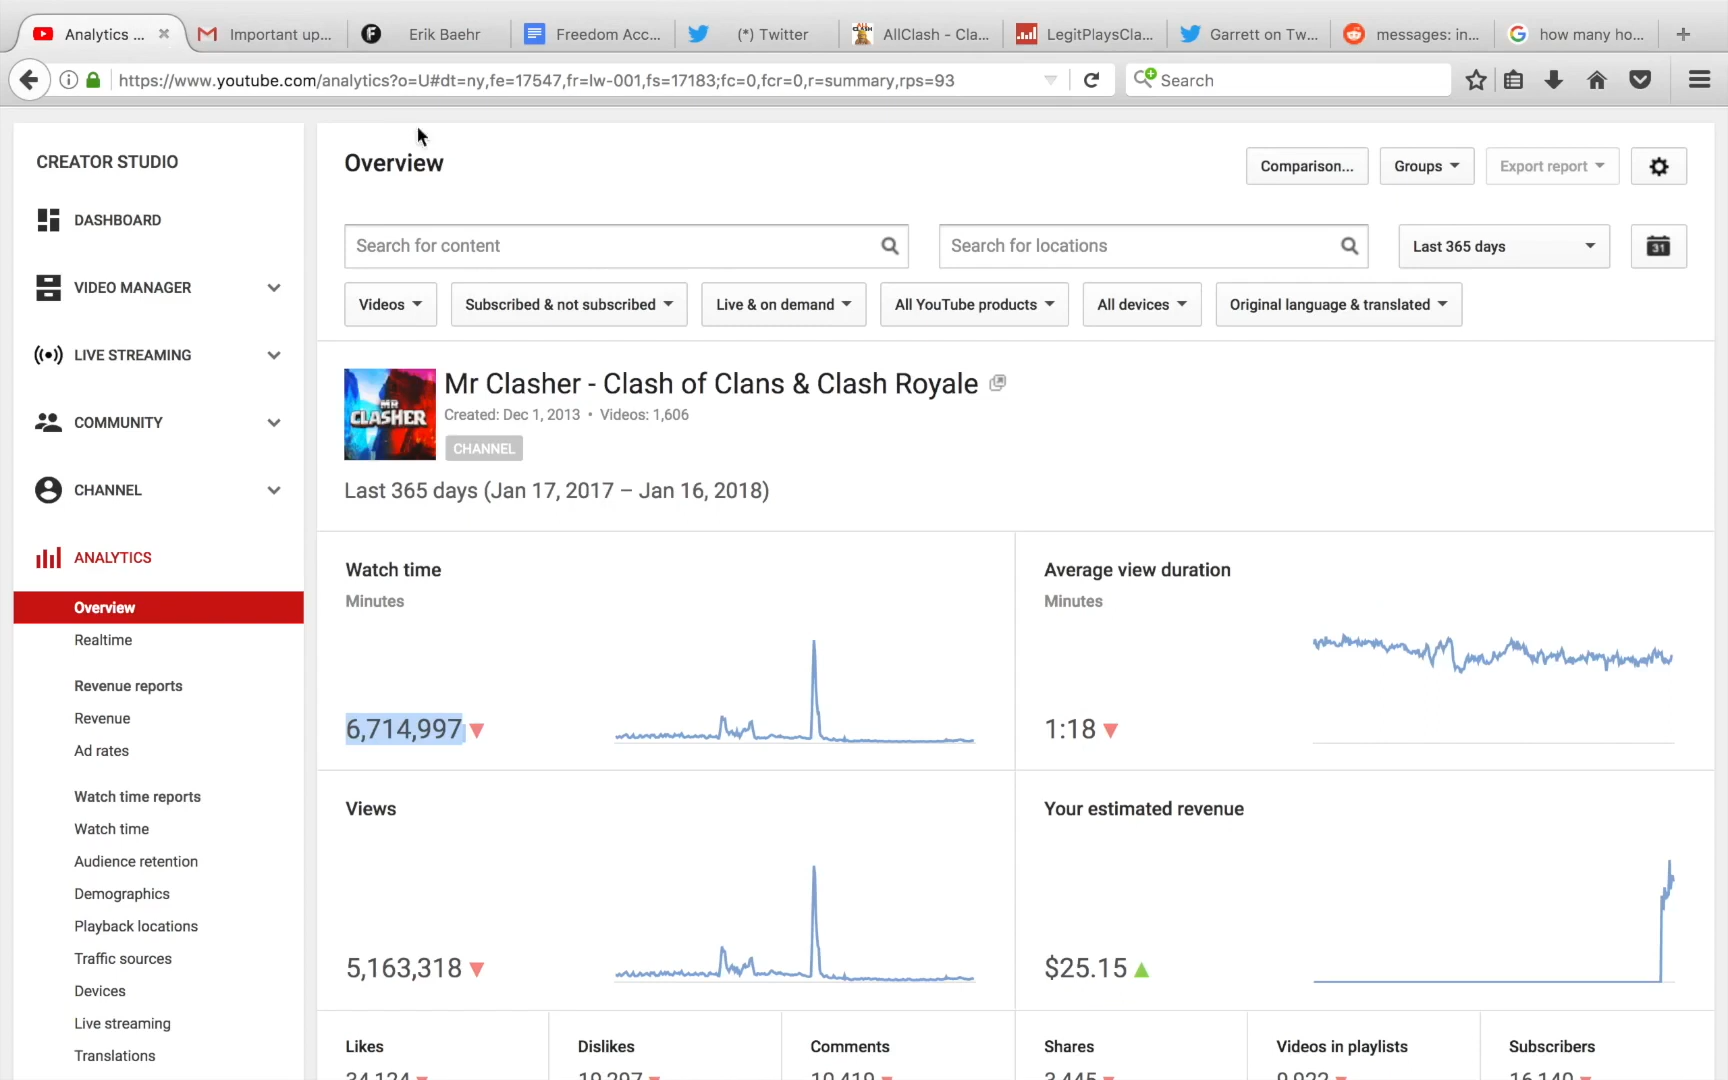 Analytics ...
Important up...
Erik Baehr
Freedom Acc...
(*) Twitter
AllClash - Cla...
LegitPlaysCla...
Garrett on Tw...
messages: in...
how many ho...
https://www.youtube.com/analytics?o=U#dt=ny,fe=17547,fr=lw-001,fs=17183;fc=0,fcr=0,r=summary,rps=93
Search
CREATOR STUDIO
DASHBOARD
VIDEO MANAGER
LIVE STREAMING
COMMUNITY
CHANNEL
ANALYTICS
Overview
Realtime
Revenue reports
Revenue
Ad rates
Watch time reports
Watch time
Audience retention
Demographics
Playback locations
Traffic sources
Devices
Live streaming
Translations
Overview
Comparison...
Groups
Export report
Search for content
Search for locations
Last 365 days
31
Videos
Subscribed & not subscribed
Live & on demand
All YouTube products
All devices
Original language & translated
MR
CLASHER
Mr Clasher - Clash of Clans & Clash Royale
Created: Dec 1, 2013 • Videos: 1,606
CHANNEL
Last 365 days (Jan 17, 2017 – Jan 16, 2018)
Watch time
Minutes
6,714,997
Average view duration
Minutes
1:18
Views
5,163,318
Your estimated revenue
$25.15
Likes
Dislikes
Comments
Shares
Videos in playlists
Subscribers